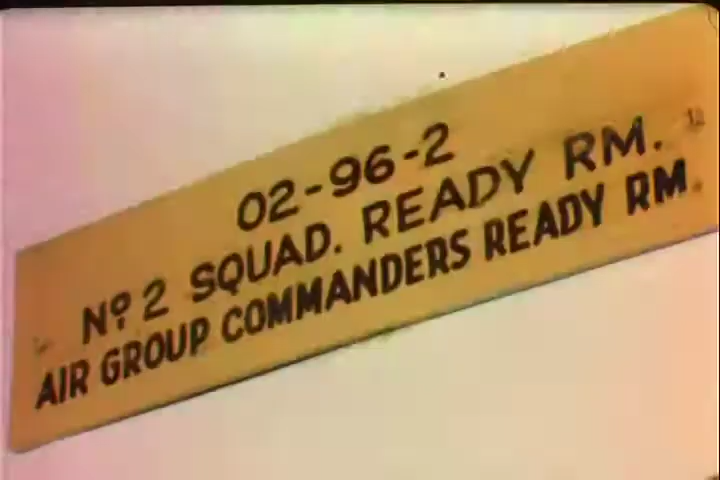 02-96-2
Nº 2 SQUAD. READY RM.
AIR GROUP COMMANDERS READY RM.